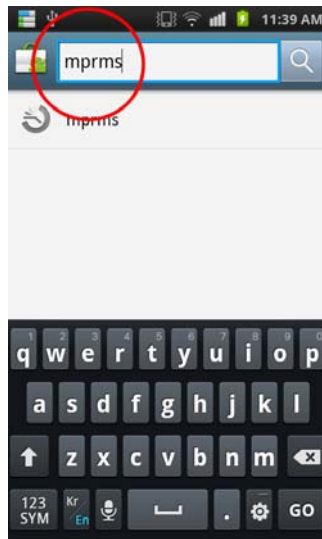 11:39 AM
mprms
mprms
1 2 3 4 5 6 7 8 9 0
q w e r t y u i o p
a s d f g h j k l
z x c v b n m
123 SYM Kr/En . GO